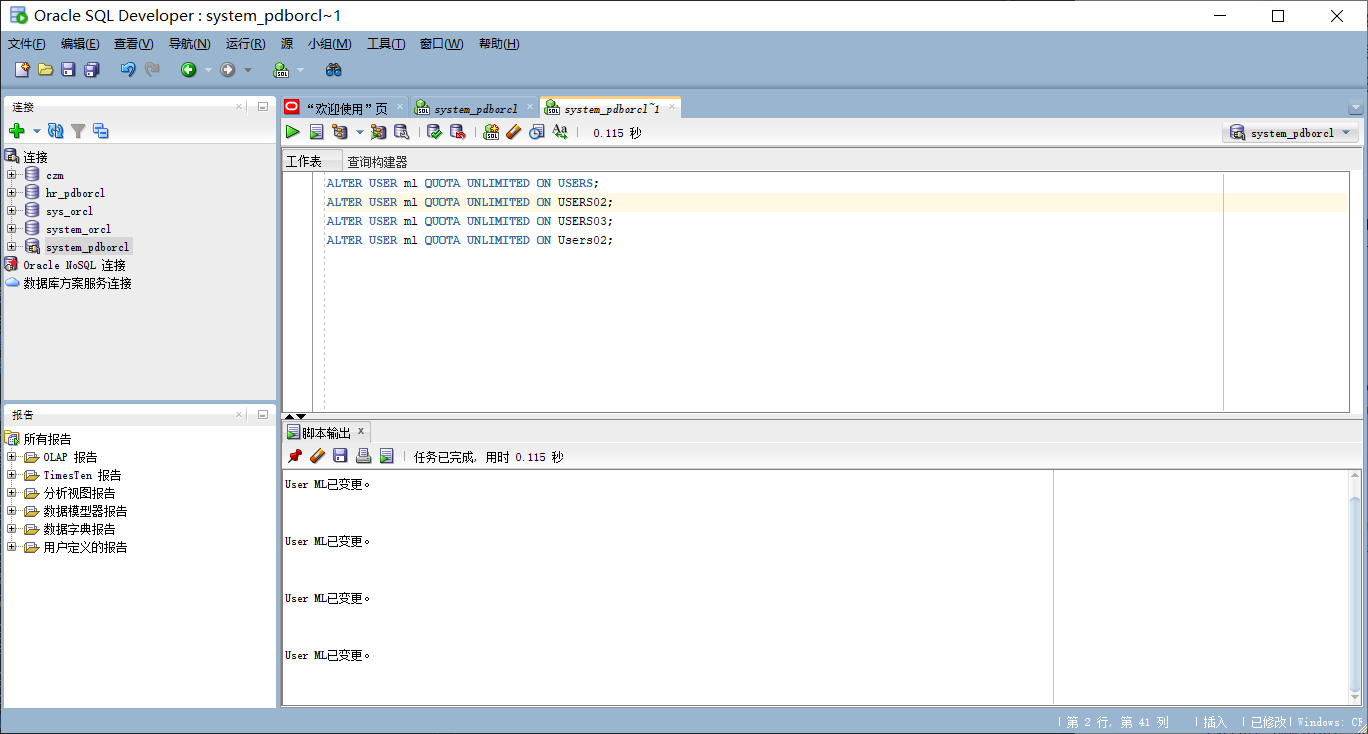 Oracle SQL Developer : system_pdborcl~1
文件(F) 编辑(E) 查看(V) 导航(N) 运行(R) 源 小组(M) 工具(T) 窗口(W) 帮助(H)
连接
连接
czm
hr_pdborcl
sys_orcl
system_orcl
system_pdborcl
Oracle NoSQL 连接
数据库方案服务连接
报告
所有报告
OLAP 报告
TimesTen 报告
分析视图报告
数据模型器报告
数据字典报告
用户定义的报告
“欢迎使用”页 system_pdborcl system_pdborcl~1
0.115 秒 system_pdborcl
工作表 查询构建器
ALTER USER ml QUOTA UNLIMITED ON USERS;
ALTER USER ml QUOTA UNLIMITED ON USERS02;
ALTER USER ml QUOTA UNLIMITED ON USERS03;
ALTER USER ml QUOTA UNLIMITED ON Users02;
脚本输出
任务已完成, 用时 0.115 秒
User ML已变更。
User ML已变更。
User ML已变更。
User ML已变更。
第 2 行, 第 41 列 插入 已修改 Windows: